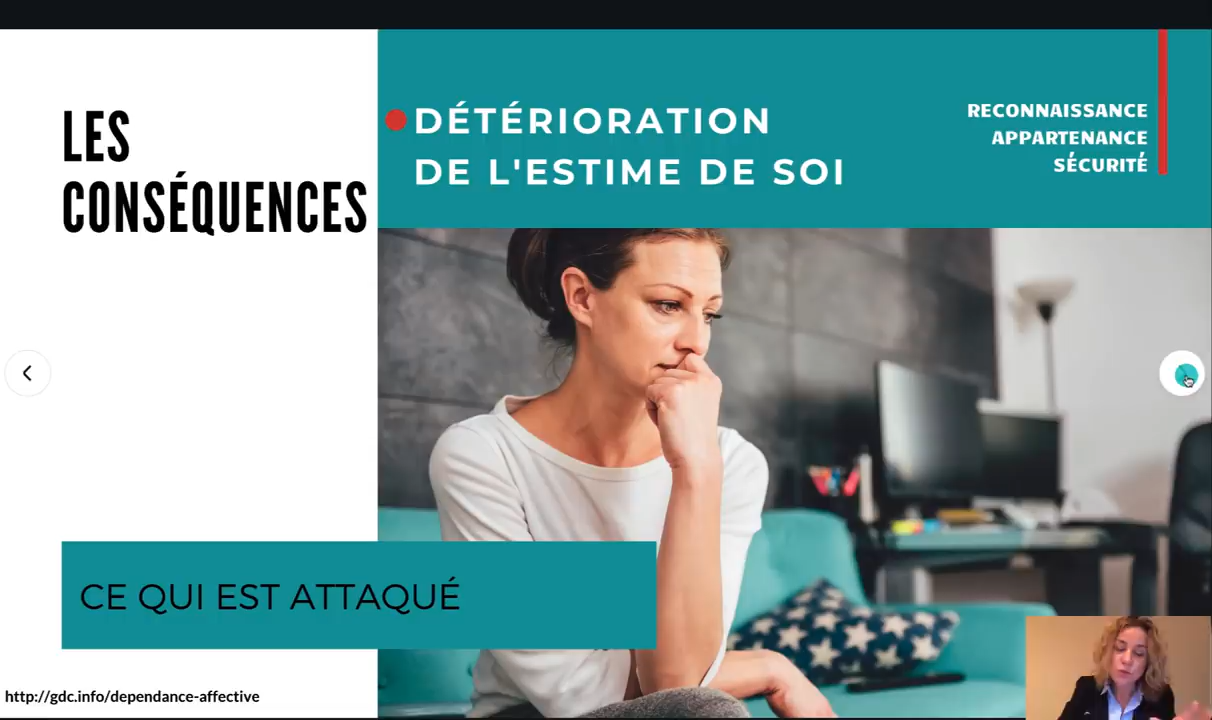 LES
CONSÉQUENCES
DÉTÉRIORATION
DE L'ESTIME DE SOI
RECONNAISSANCE
APPARTENANCE
SÉCURITÉ
CE QUI EST ATTAQUÉ
http://gdc.info/dependance-affective